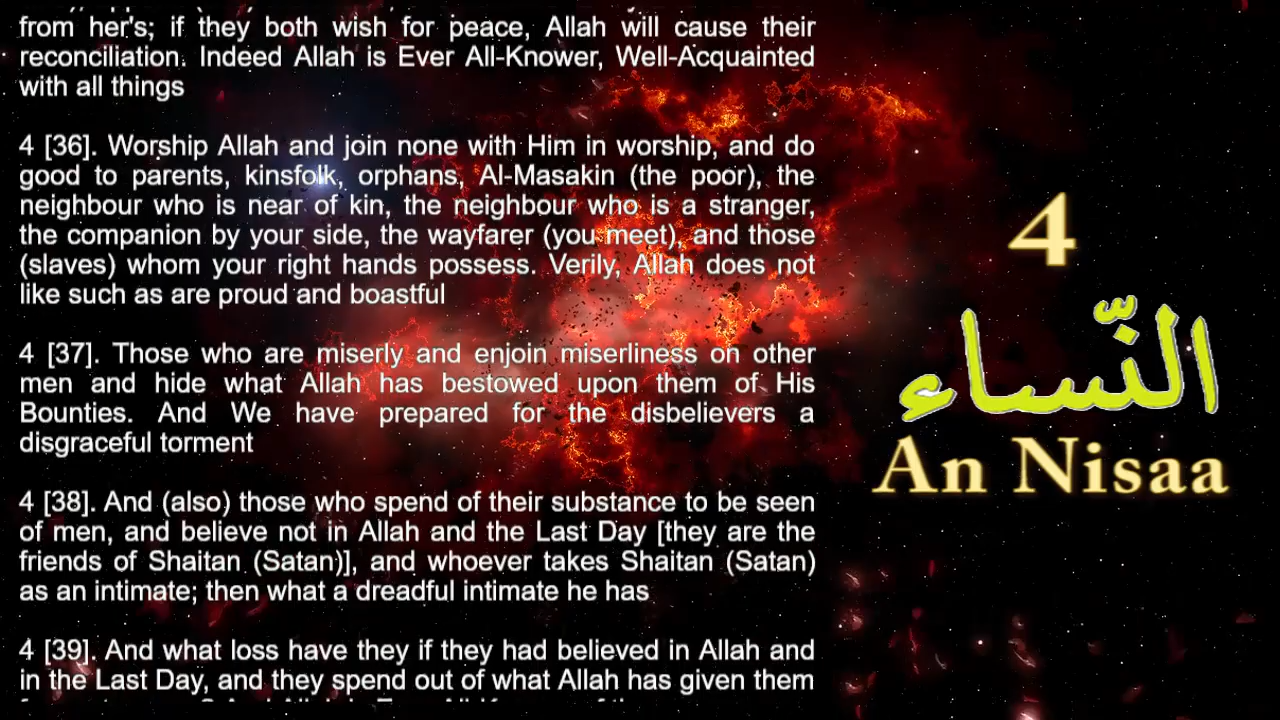 from her's; if they both wish for peace, Allah will cause their
reconciliation. Indeed Allah is Ever All-Knower, Well-Acquainted
with all things
4 [36]. Worship Allah and join none with Him in worship, and do
good to parents, kinsfolk, orphans, Al-Masakin (the poor), the
neighbour who is near of kin, the neighbour who is a stranger,
the companion by your side, the wayfarer (you meet), and those
(slaves) whom your right hands possess. Verily, Allah does not
like such as are proud and boastful
4 [37]. Those who are miserly and enjoin miserliness on other
men and hide what Allah has bestowed upon them of His
Bounties. And We have prepared for the disbelievers a
disgraceful torment
4 [38]. And (also) those who spend of their substance to be seen
of men, and believe not in Allah and the Last Day [they are the
friends of Shaitan (Satan)], and whoever takes Shaitan (Satan)
as an intimate; then what a dreadful intimate he has
4 [39]. And what loss have they if they had believed in Allah and
in the Last Day, and they spend out of what Allah has given them
4
النّساء
An Nisaa